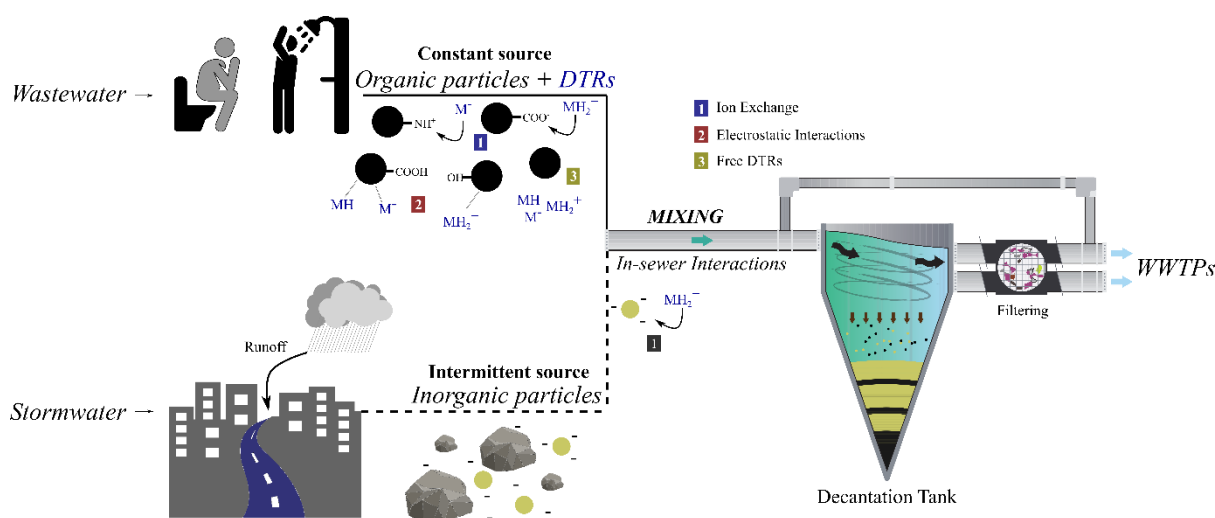 Wastewater →
Constant source
Organic particles + DTRs
NH⁺
M⁻
1
COO⁻
MH₂⁻
COOH
MH
M⁻
2
OH
MH₂⁻
3
MH
M⁻
MH₂⁺
1 Ion Exchange
2 Electrostatic Interactions
3 Free DTRs
MIXING
In-sewer Interactions
MH₂⁻
1
WWTPs
Filtering
Runoff
Stormwater →
Intermittent source
Inorganic particles
Decantation Tank